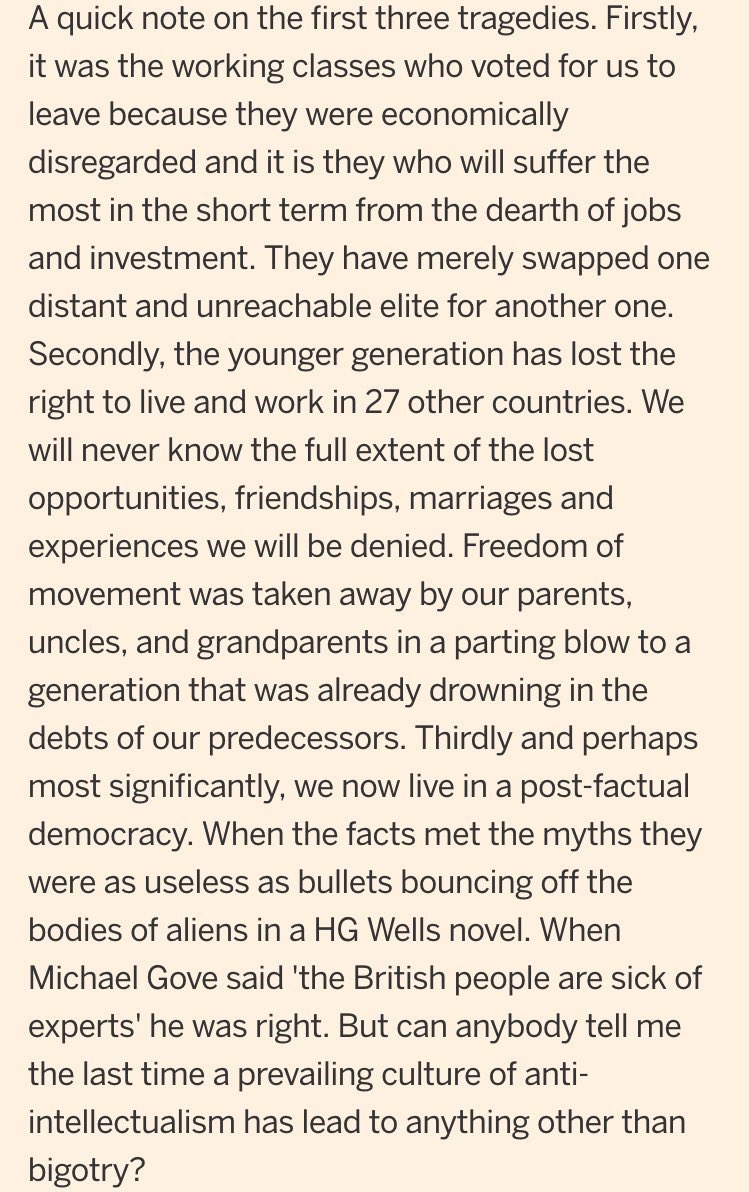 A quick note on the first three tragedies. Firstly,
it was the working classes who voted for us to
leave because they were economically
disregarded and it is they who will suffer the
most in the short term from the dearth of jobs
and investment. They have merely swapped one
distant and unreachable elite for another one.
Secondly, the younger generation has lost the
right to live and work in 27 other countries. We
will never know the full extent of the lost
opportunities, friendships, marriages and
experiences we will be denied. Freedom of
movement was taken away by our parents,
uncles, and grandparents in a parting blow to a
generation that was already drowning in the
debts of our predecessors. Thirdly and perhaps
most significantly, we now live in a post-factual
democracy. When the facts met the myths they
were as useless as bullets bouncing off the
bodies of aliens in a HG Wells novel. When
Michael Gove said 'the British people are sick of
experts' he was right. But can anybody tell me
the last time a prevailing culture of anti-
intellectualism has lead to anything other than
bigotry?